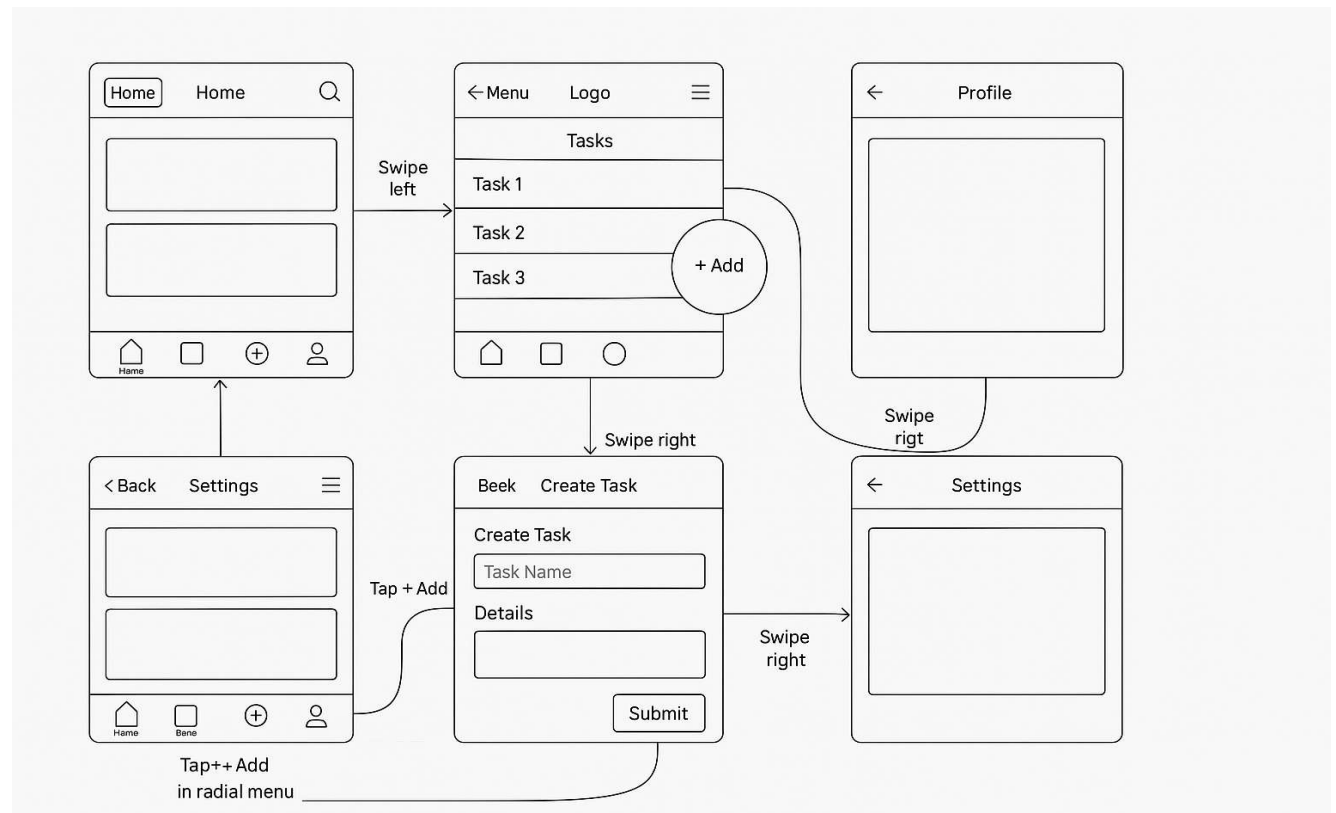 Home Home
Hame
Swipe
left
← Menu Logo
Tasks
Task 1
Task 2
Task 3
+ Add
← Profile
Swipe
rigt
Swipe right
< Back Settings
Hame Bene
Tap + Add
Tap++ Add
in radial menu
Beek Create Task
Create Task
Task Name
Details
Submit
Swipe
right
← Settings